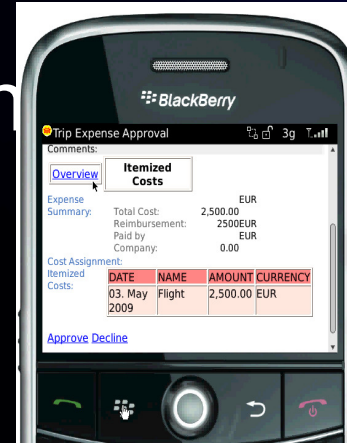 BlackBerry
Trip Expense Approval 3g
Comments:
Overview Itemized Costs
Expense Summary: EUR
Total Cost: 2,500.00
Reimbursement: 2500EUR
Paid by EUR
Company: 0.00
Cost Assignment:
Itemized Costs:
DATE NAME AMOUNT CURRENCY
03. May 2009 Flight 2,500.00 EUR
Approve Decline